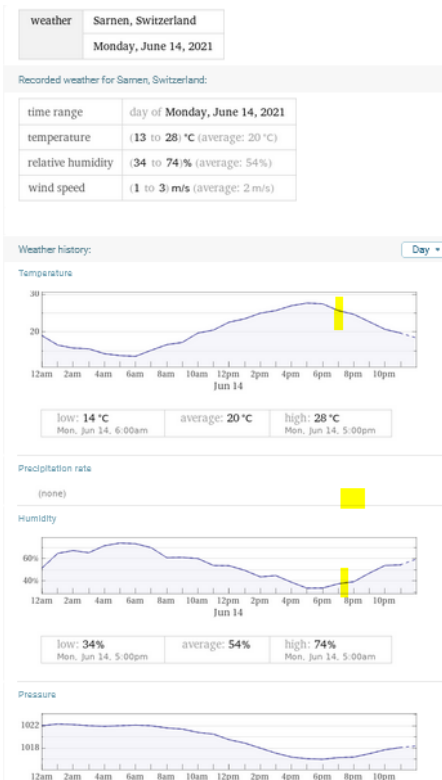 weather Sarnen, Switzerland
Monday, June 14, 2021
Recorded weather for Sarnen, Switzerland:
time range day of Monday, June 14, 2021
temperature (13 to 28) °C (average: 20 °C)
relative humidity (34 to 74)% (average: 54%)
wind speed (1 to 3) m/s (average: 2 m/s)
Weather history: Day
Temperature
30
20
12am 2am 4am 6am 8am 10am 12pm 2pm 4pm 6pm 8pm 10pm
Jun 14
low: 14 °C average: 20 °C high: 28 °C
Mon, Jun 14, 6:00am Mon, Jun 14, 5:00pm
Precipitation rate
(none)
Humidity
60%
40%
12am 2am 4am 6am 8am 10am 12pm 2pm 4pm 6pm 8pm 10pm
Jun 14
low: 34% average: 54% high: 74%
Mon, Jun 14, 5:00pm Mon, Jun 14, 5:00am
Pressure
1022
1018
12am 2am 4am 6am 8am 10am 12pm 2pm 4pm 6pm 8pm 10pm